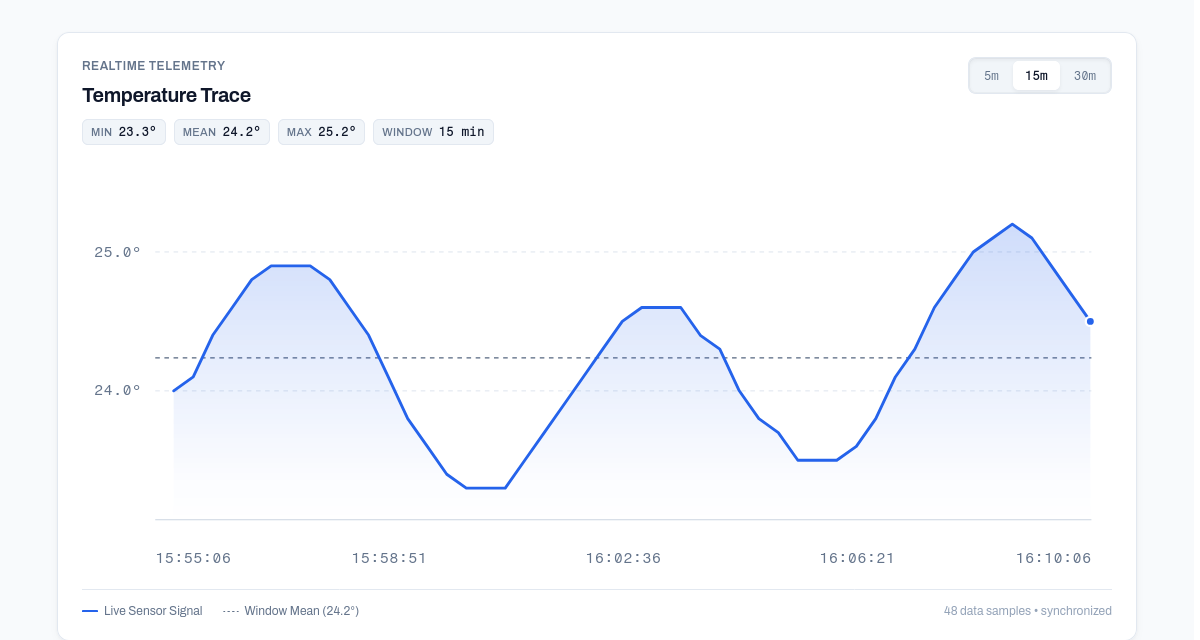 REALTIME TELEMETRY
Temperature Trace
MIN 23.3° MEAN 24.2° MAX 25.2° WINDOW 15 min
5m 15m 30m
25.0°
24.0°
15:55:06 15:58:51 16:02:36 16:06:21 16:10:06
Live Sensor Signal Window Mean (24.2°)
48 data samples • synchronized